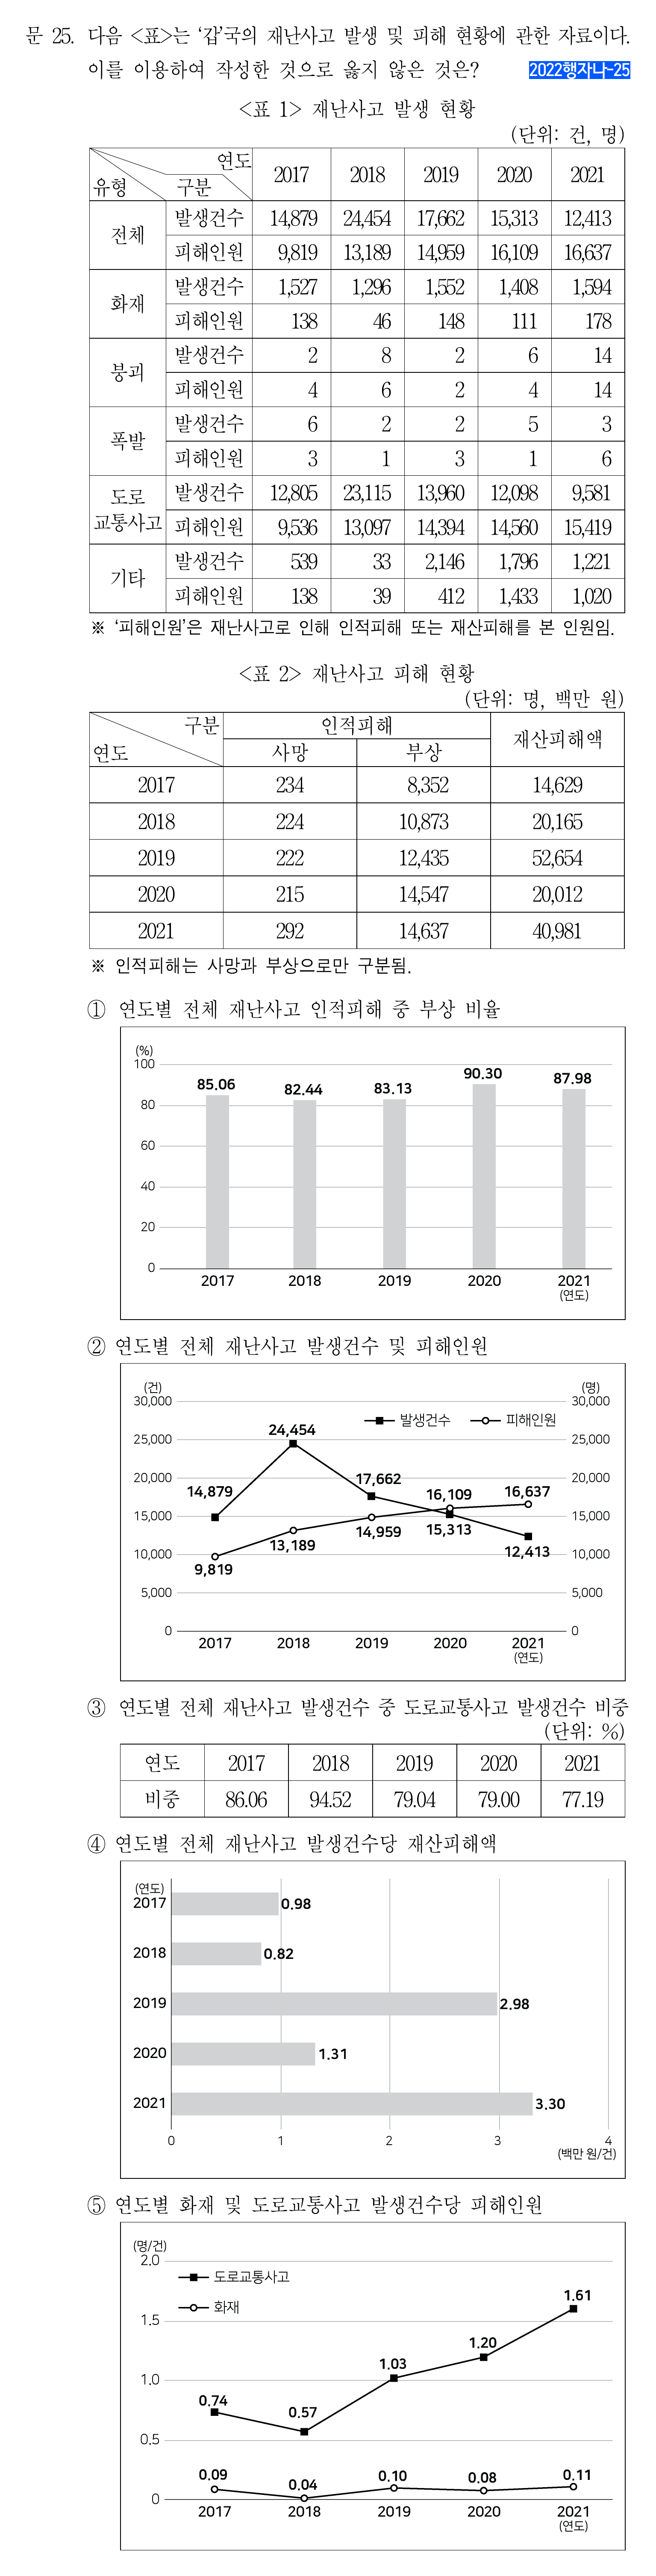 문 25. 다음 <표>는 ‘갑’국의 재난사고 발생 및 피해 현황에 관한 자료이다.
이를 이용하여 작성한 것으로 옳지 않은 것은? 2022행자나-25
<표 1> 재난사고 발생 현황
(단위: 건, 명)
유형 구분 연도 2017 2018 2019 2020 2021
전체 발생건수 14,879 24,454 17,662 15,313 12,413
피해인원 9,819 13,189 14,959 16,109 16,637
화재 발생건수 1,527 1,296 1,552 1,408 1,594
피해인원 138 46 148 111 178
붕괴 발생건수 2 8 2 6 14
피해인원 4 6 2 4 14
폭발 발생건수 6 2 2 5 3
피해인원 3 1 3 1 6
도로 교통사고 발생건수 12,805 23,115 13,960 12,098 9,581
피해인원 9,536 13,097 14,394 14,560 15,419
기타 발생건수 539 33 2,146 1,796 1,221
피해인원 138 39 412 1,433 1,020
※ ‘피해인원’은 재난사고로 인해 인적피해 또는 재산피해를 본 인원임.
<표 2> 재난사고 피해 현황
(단위: 명, 백만 원)
연도 구분 인적피해 재산피해액
사망 부상
2017 234 8,352 14,629
2018 224 10,873 20,165
2019 222 12,435 52,654
2020 215 14,547 20,012
2021 292 14,637 40,981
※ 인적피해는 사망과 부상으로만 구분됨.
① 연도별 전체 재난사고 인적피해 중 부상 비율
(%)
100
80
60
40
20
0
85.06 82.44 83.13 90.30 87.98
2017 2018 2019 2020 2021
(연도)
② 연도별 전체 재난사고 발생건수 및 피해인원
(건) (명)
30,000 30,000
25,000 25,000
20,000 20,000
15,000 15,000
10,000 10,000
5,000 5,000
0 0
발생건수 피해인원
14,879 24,454 17,662 15,313 12,413
9,819 13,189 14,959 16,109 16,637
2017 2018 2019 2020 2021
(연도)
③ 연도별 전체 재난사고 발생건수 중 도로교통사고 발생건수 비중
(단위: %)
연도 2017 2018 2019 2020 2021
비중 86.06 94.52 79.04 79.00 77.19
④ 연도별 전체 재난사고 발생건수당 재산피해액
(연도)
2017 0.98
2018 0.82
2019 2.98
2020 1.31
2021 3.30
0 1 2 3 4
(백만 원/건)
⑤ 연도별 화재 및 도로교통사고 발생건수당 피해인원
(명/건)
2.0
1.5
1.0
0.5
0
도로교통사고
화재
0.74 0.57 1.03 1.20 1.61
0.09 0.04 0.10 0.08 0.11
2017 2018 2019 2020 2021
(연도)